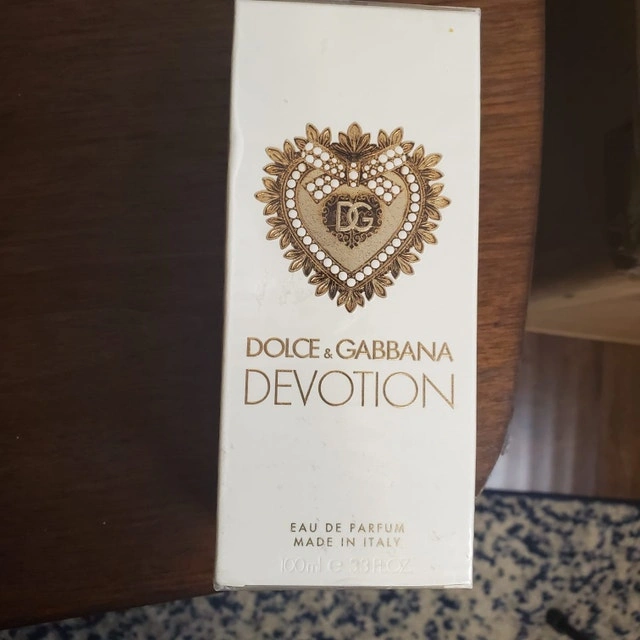 DG
DOLCE & GABBANA
DEVOTION
EAU DE PARFUM
MADE IN ITALY
100ml e 3.3 FL.OZ.